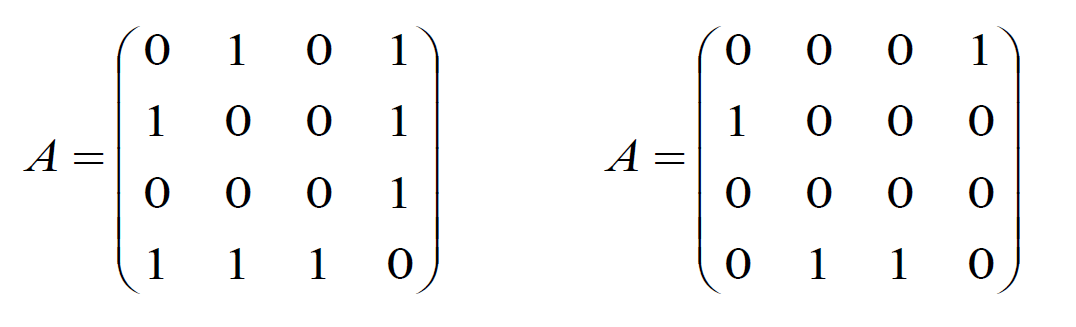 A = ( 0 1 0 1
1 0 0 1
0 0 0 1
1 1 1 0 )
A = ( 0 0 0 1
1 0 0 0
0 0 0 0
0 1 1 0 )